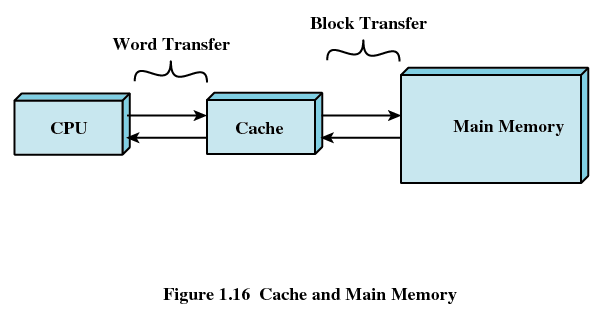 Block Transfer
Word Transfer
CPU
Cache
Main Memory
Figure 1.16 Cache and Main Memory